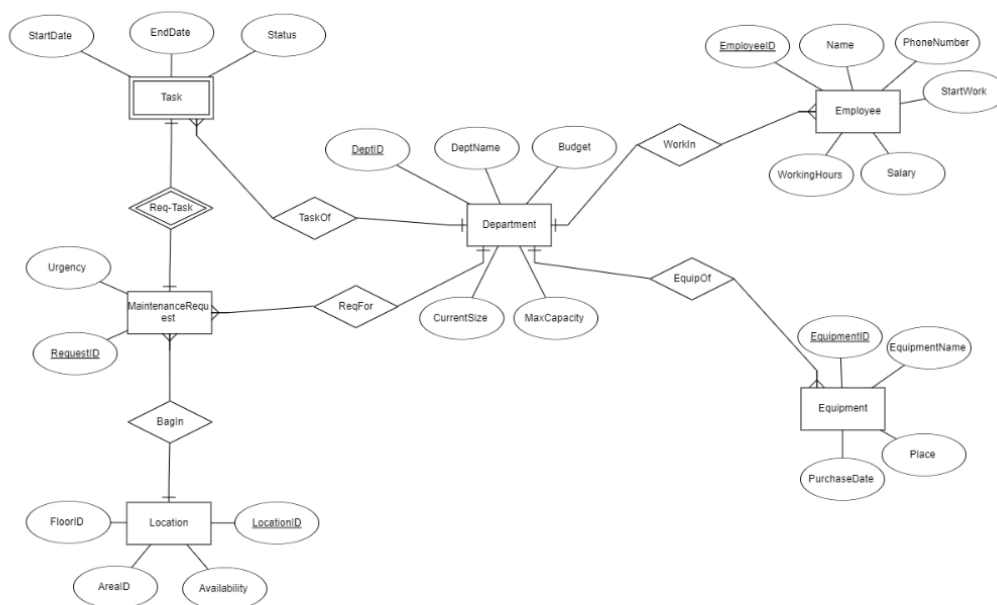 StartDate
EndDate
Status
Task
EmployeeID
Name
PhoneNumber
StartWork
Employee
WorkingHours
Salary
WorkIn
DeptID
DeptName
Budget
Req-Task
TaskOf
Department
Urgency
MaintenanceRequ
est
RequestID
ReqFor
CurrentSize
MaxCapacity
EquipOf
EquipmentID
EquipmentName
Equipment
Place
PurchaseDate
BagIn
FloorID
Location
LocationID
AreaID
Availability